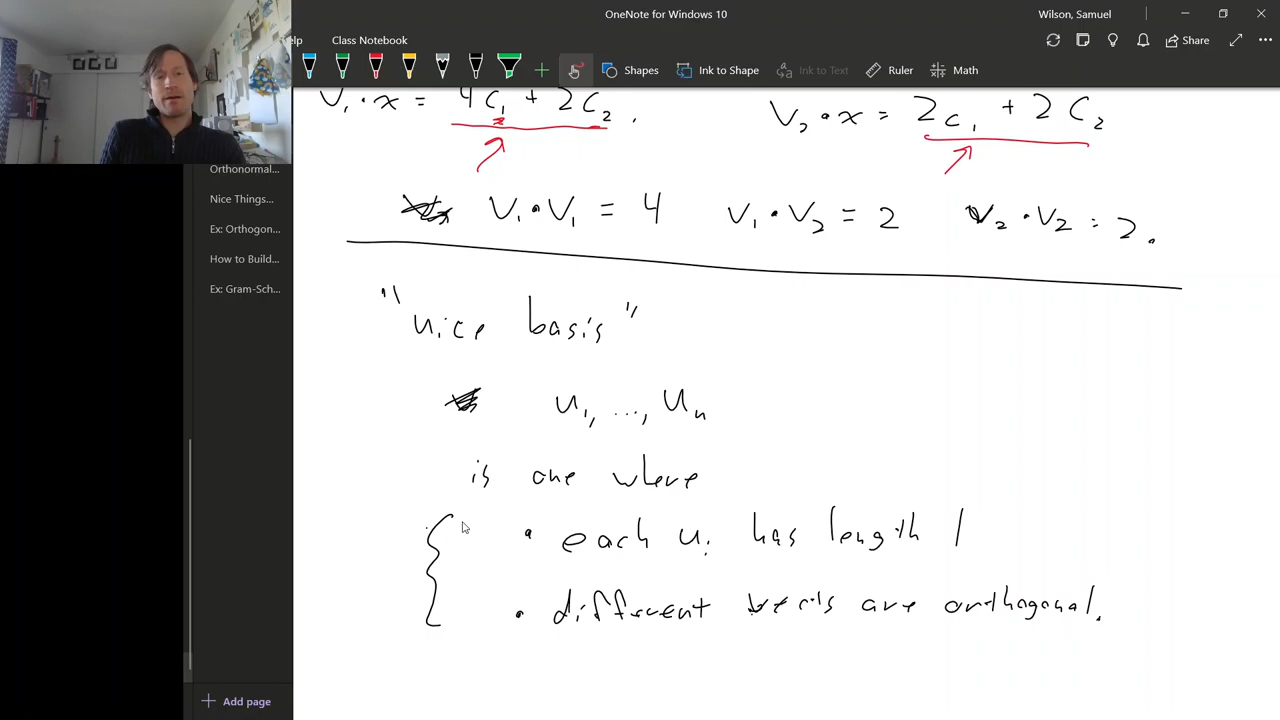 OneNote for Windows 10
Wilson, Samuel
Help Class Notebook
Shapes Ink to Shape Ink to Text Ruler Math
Share
V₁·x = 4c₁ + 2c₂. V₂·x = 2c₁ + 2c₂
V₁·V₁ = 4 V₁·V₂ = 2 V₂·V₂ = 2.
"nice basis"
u₁, ..., uₙ
is one where
• each uᵢ has length 1
• different vects are orthogonal.
Orthonormal...
Nice Things...
Ex: Orthogon...
How to Build...
Ex: Gram-Sch...
+ Add page